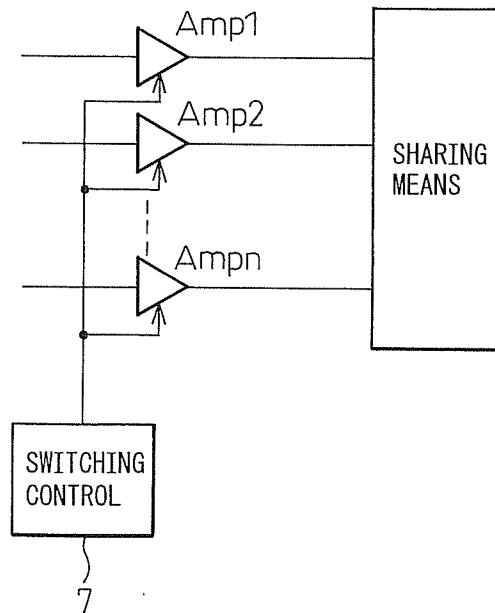 Amp1
Amp2
SHARING
MEANS
Ampn
SWITCHING
CONTROL
7